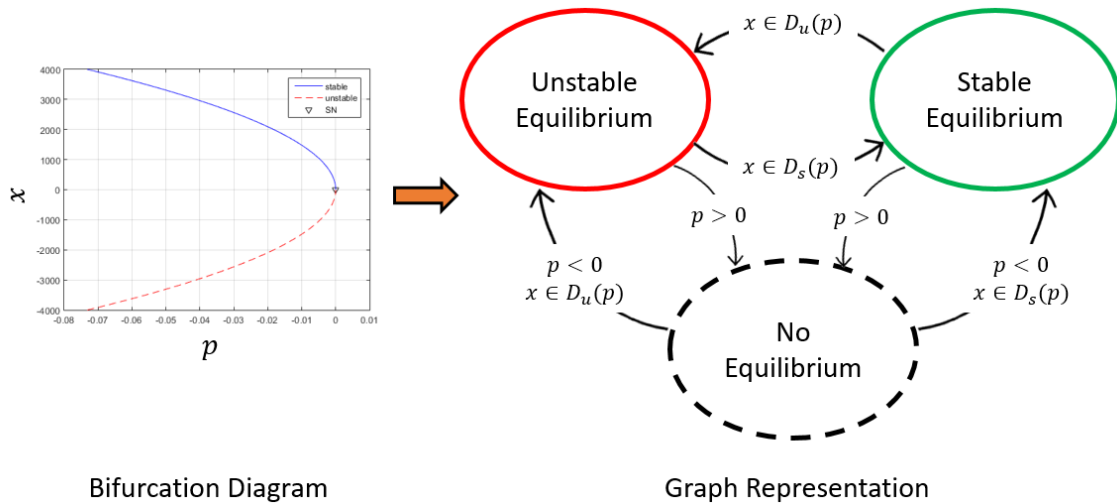 4000
3000
2000
1000
0
-1000
-2000
-3000
-4000
-0.08
-0.07
-0.06
-0.05
-0.04
-0.03
-0.02
-0.01
0
0.01
x
p
stable
unstable
SN
Bifurcation Diagram
x ∈ D_u(p)
Unstable
Equilibrium
Stable
Equilibrium
x ∈ D_s(p)
p > 0
p > 0
p < 0
x ∈ D_u(p)
p < 0
x ∈ D_s(p)
No
Equilibrium
Graph Representation